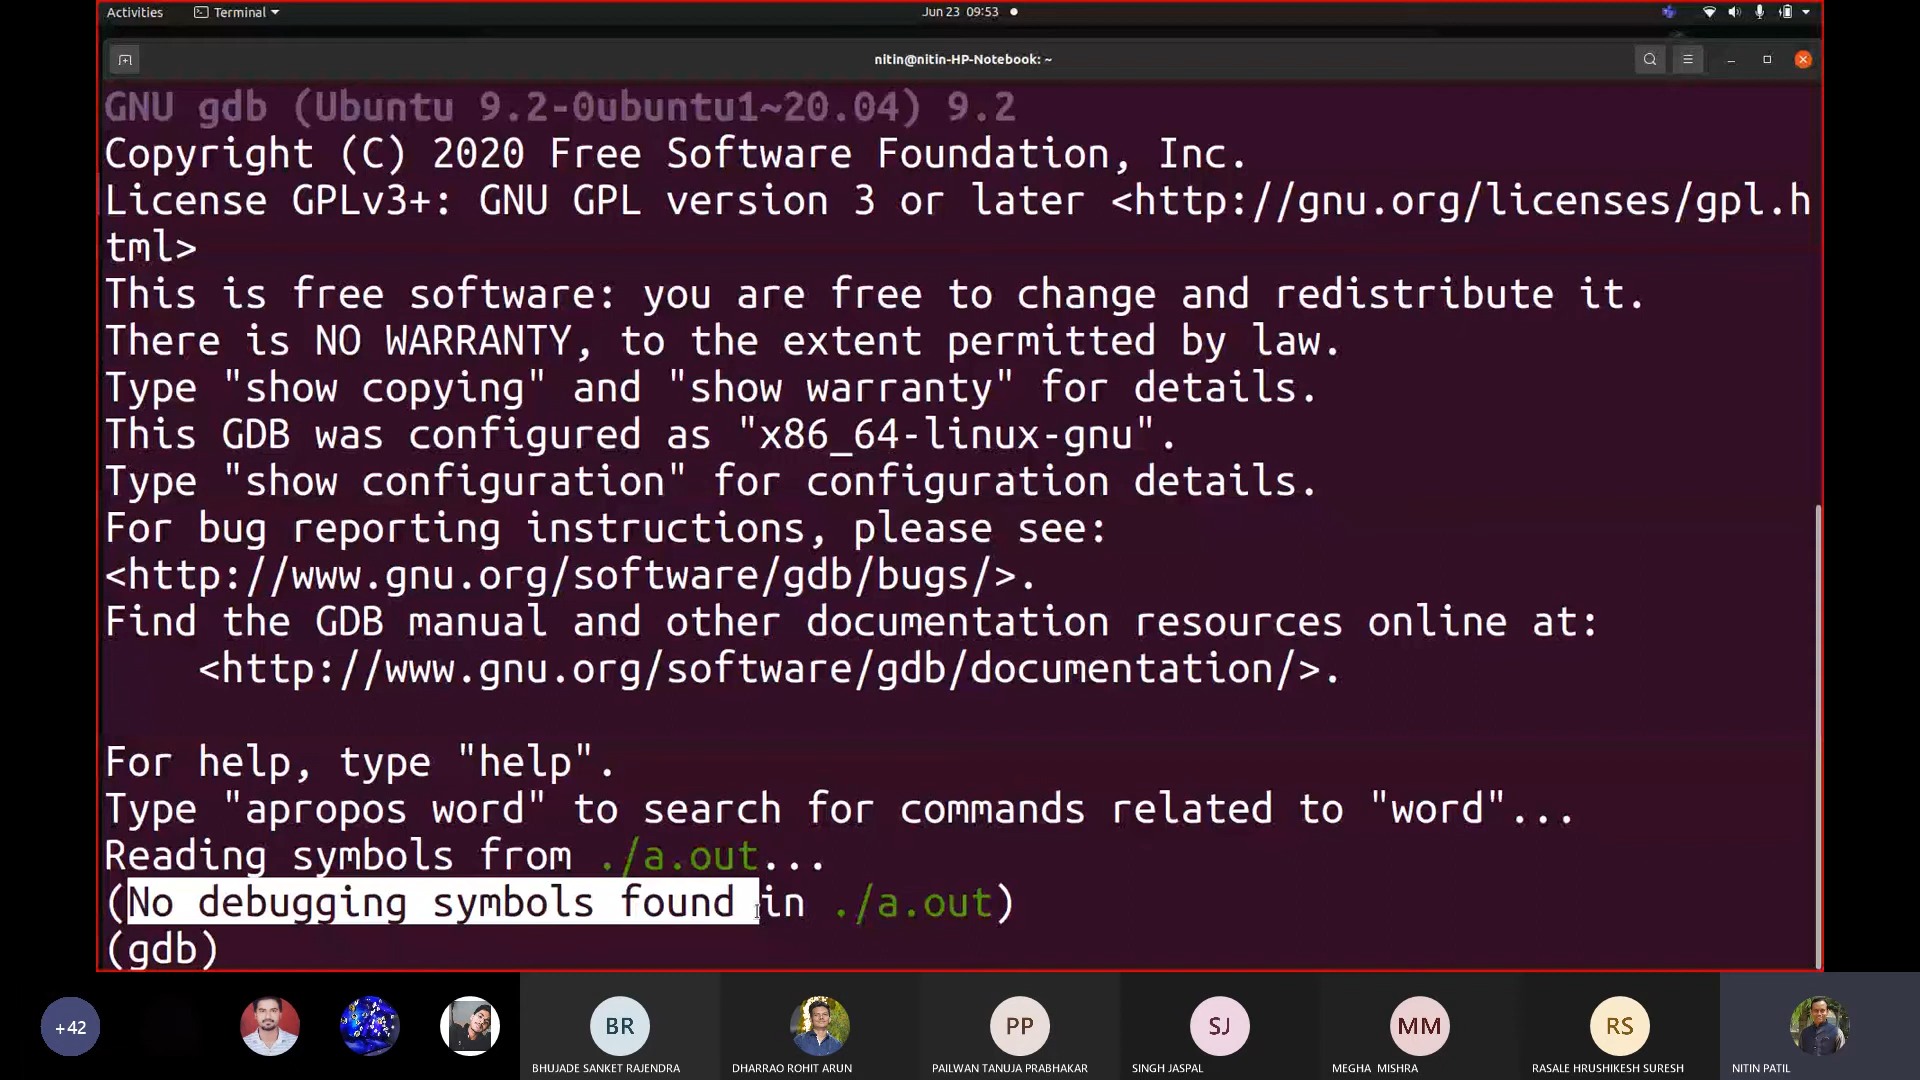 Activities Terminal Jun 23 09:53
nitin@nitin-HP-Notebook: ~
GNU gdb (Ubuntu 9.2-0ubuntu1~20.04) 9.2
Copyright (C) 2020 Free Software Foundation, Inc.
License GPLv3+: GNU GPL version 3 or later <http://gnu.org/licenses/gpl.h
tml>
This is free software: you are free to change and redistribute it.
There is NO WARRANTY, to the extent permitted by law.
Type "show copying" and "show warranty" for details.
This GDB was configured as "x86_64-linux-gnu".
Type "show configuration" for configuration details.
For bug reporting instructions, please see:
<http://www.gnu.org/software/gdb/bugs/>.
Find the GDB manual and other documentation resources online at:
<http://www.gnu.org/software/gdb/documentation/>.
For help, type "help".
Type "apropos word" to search for commands related to "word"...
Reading symbols from ./a.out...
(No debugging symbols found in ./a.out)
(gdb)
+42 BR PP SJ MM RS
BHUJADE SANKET RAJENDRA DHARRAO ROHIT ARUN PAILWAN TANUJA PRABHAKAR SINGH JASPAL MEGHA MISHRA RASALE HRUSHIKESH SURESH NITIN PATIL